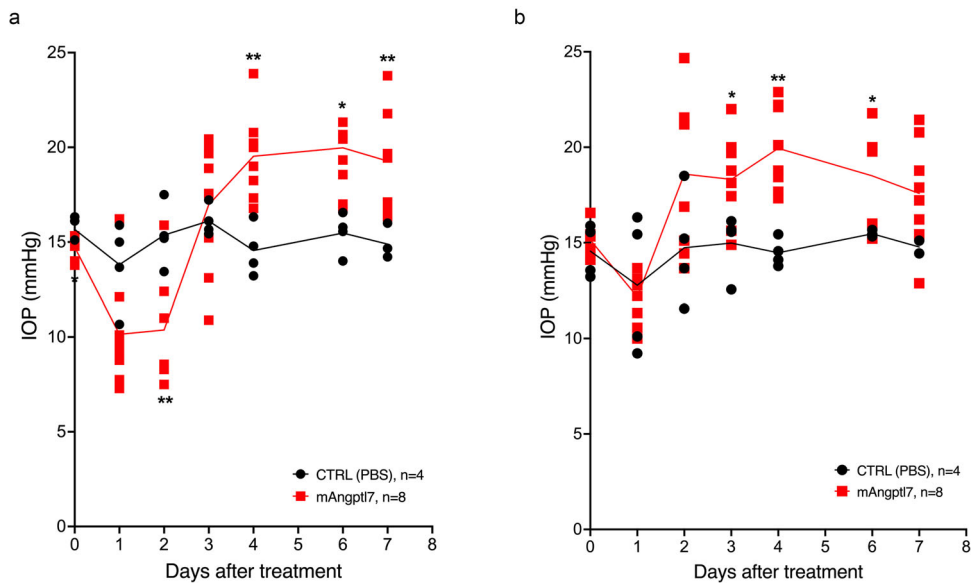 a
b
25
20
15
10
5
0
IOP (mmHg)
*
**
**
*
**
CTRL (PBS), n=4
mAngptl7, n=8
0 1 2 3 4 6 7 8
Days after treatment
25
20
15
10
5
0
IOP (mmHg)
*
**
*
CTRL (PBS), n=4
mAngptl7, n=8
0 1 2 3 4 6 7 8
Days after treatment